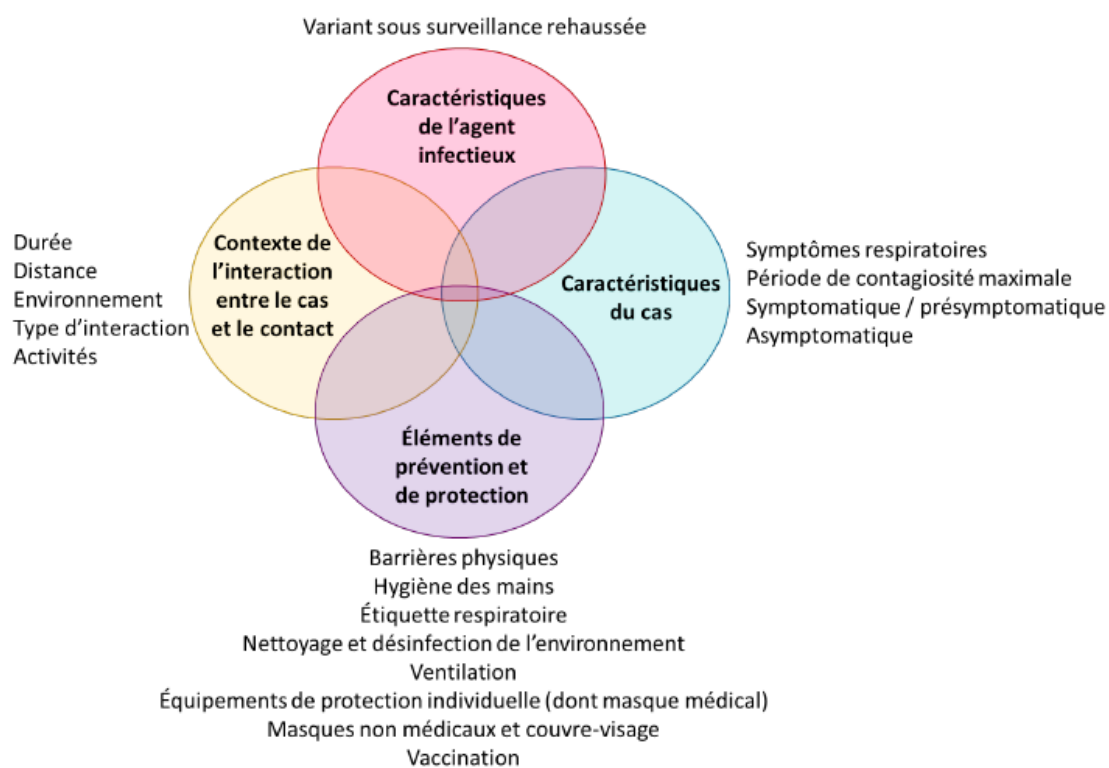 Variant sous surveillance rehaussée
Caractéristiques
de l'agent
infectieux
Durée
Distance
Environnement
Type d'interaction
Activités
Contexte de
l'interaction
entre le cas
et le contact
Caractéristiques
du cas
Symptômes respiratoires
Période de contagiosité maximale
Symptomatique / présymptomatique
Asymptomatique
Éléments de
prévention et
de protection
Barrières physiques
Hygiène des mains
Étiquette respiratoire
Nettoyage et désinfection de l'environnement
Ventilation
Équipements de protection individuelle (dont masque médical)
Masques non médicaux et couvre-visage
Vaccination